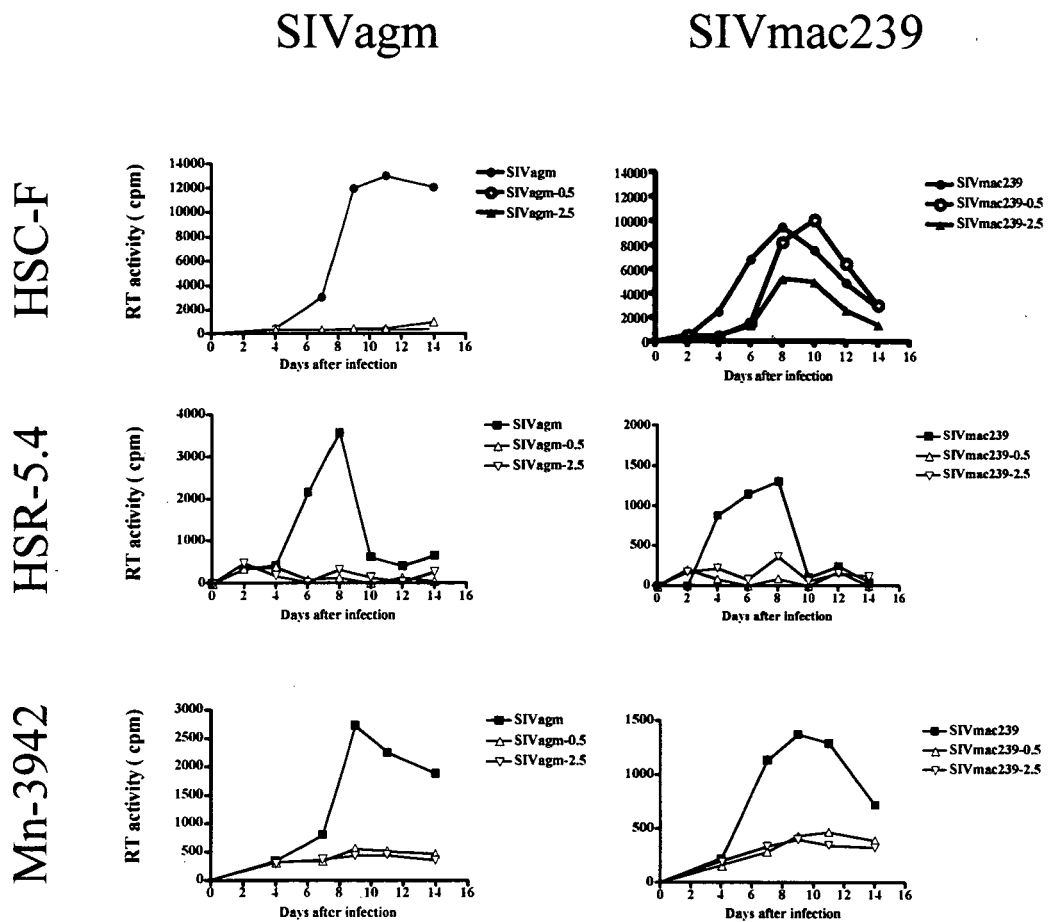 SIVagm SIVmac239
HSC-F
RT activity ( cpm)
14000
12000
10000
8000
6000
4000
2000
0
0 2 4 6 8 10 12 14 16
Days after infection
SIVagm
SIVagm-0.5
SIVagm-2.5
14000
12000
10000
8000
6000
4000
2000
0
0 2 4 6 8 10 12 14 16
Days after infection
SIVmac239
SIVmac239-0.5
SIVmac239-2.5
HSR-5.4
RT activity ( cpm)
4000
3000
2000
1000
0
0 2 4 6 8 10 12 14 16
Days after infection
SIVagm
SIVagm-0.5
SIVagm-2.5
2000
1500
1000
500
0
0 2 4 6 8 10 12 14 16
Days after infection
SIVmac239
SIVmac239-0.5
SIVmac239-2.5
Mn-3942
RT activity ( cpm)
3000
2500
2000
1500
1000
500
0
0 2 4 6 8 10 12 14 16
Days after infection
SIVagm
SIVagm-0.5
SIVagm-2.5
1500
1000
500
0
0 2 4 6 8 10 12 14 16
Days after infection
SIVmac239
SIVmac239-0.5
SIVmac239-2.5